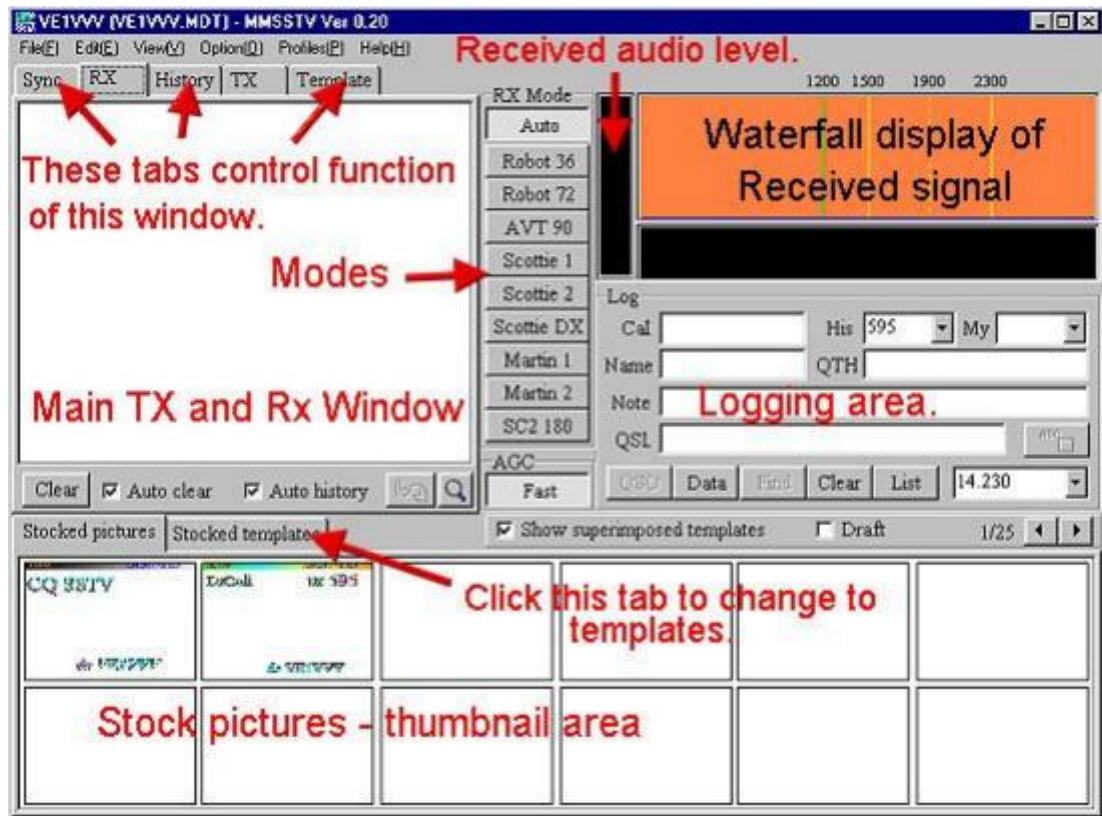 VE1VVV (VE1VVV.MDT) - MMSSTV Ver 0.20
File(F) Edit(E) View(V) Option(O) Profiles(P) Help(H)
Received audio level.
Sync RX History TX Template
1200 1500 1900 2300
RX Mode
Auto
Robot 36
Robot 72
AVT 90
Scottie 1
Scottie 2
Scottie DX
Martin 1
Martin 2
SC2 180
These tabs control function
of this window.
Modes
Main TX and Rx Window
Waterfall display of
Received signal
Log
Cal His 595 My
Name QTH
Note
Logging area.
QSL
AGC
Fast
QSO Data Find Clear List 14.230
Clear Auto clear Auto history
Stocked pictures Stocked templates
Show superimposed templates Draft 1/25
CQ SSTV
595
Click this tab to change to
templates.
Stock pictures - thumbnail area